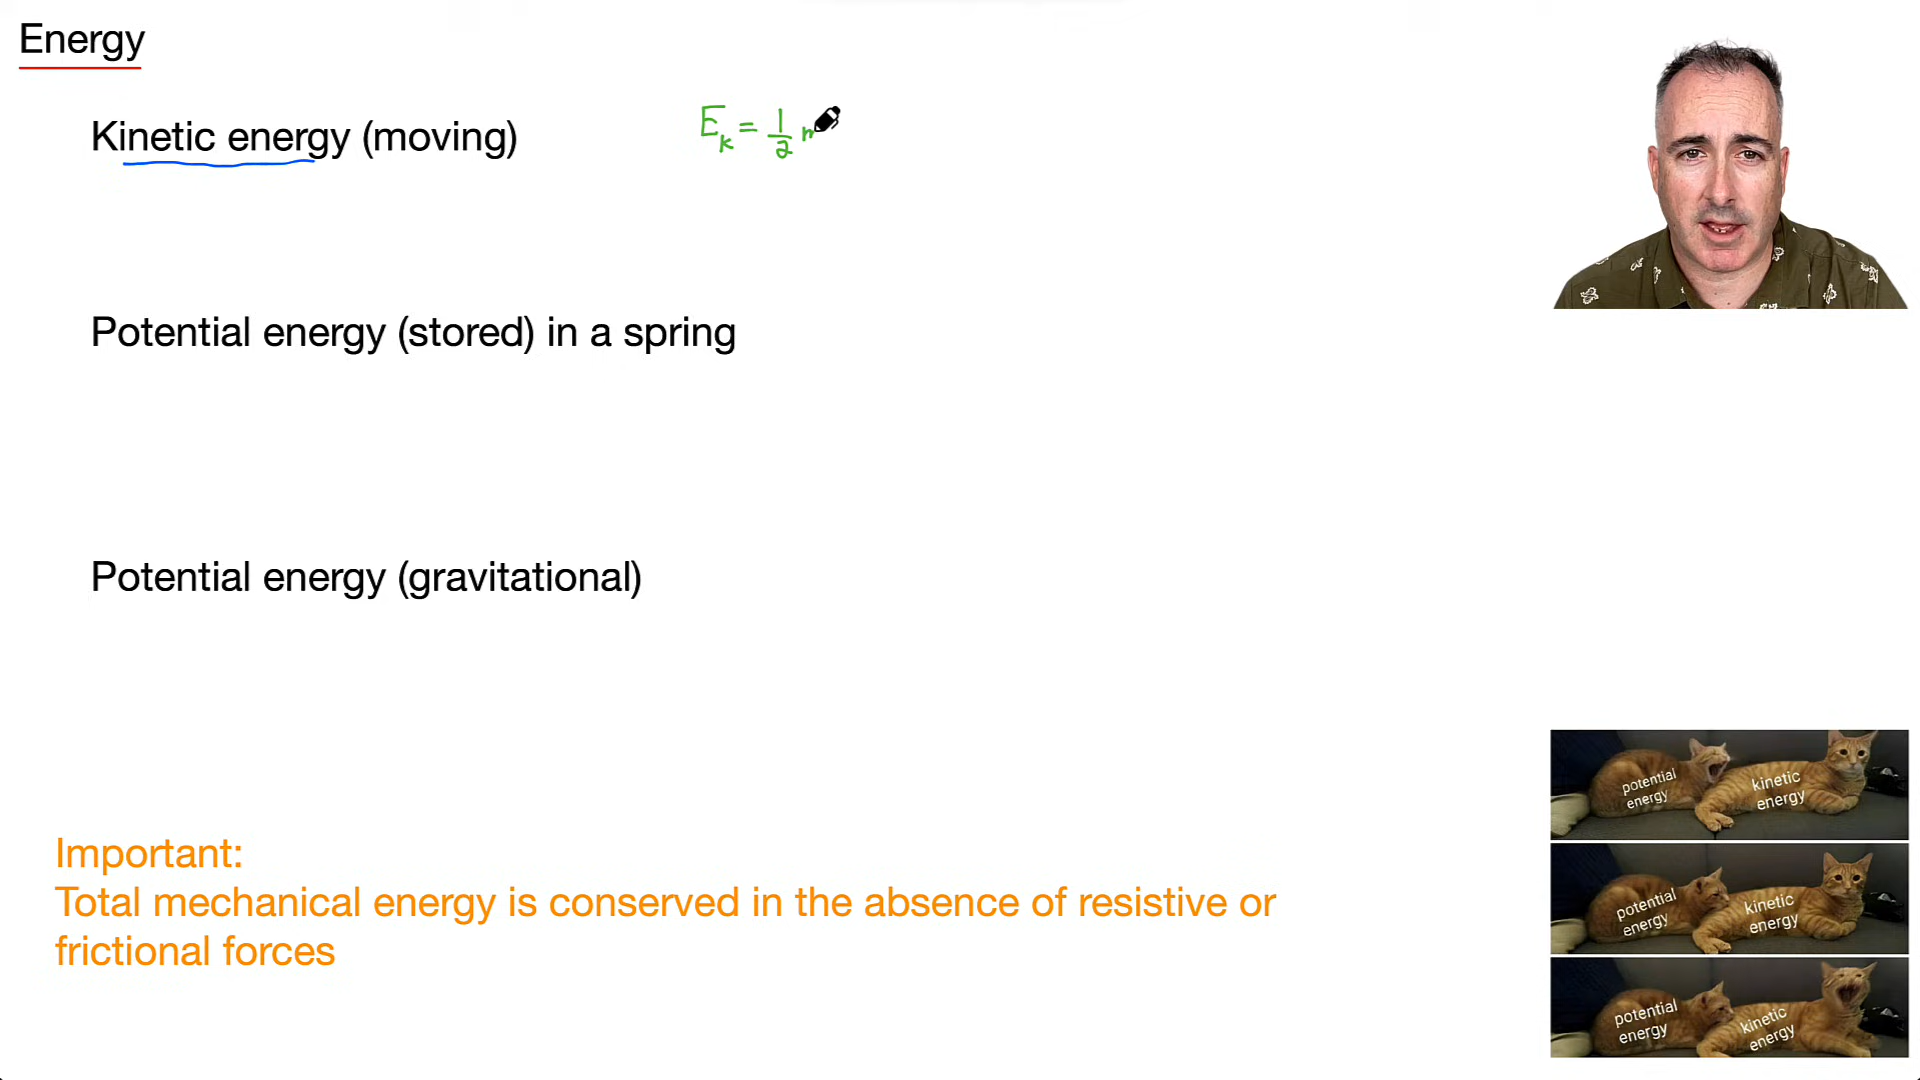 Energy
Kinetic energy (moving)
E_k = 1/2 m
Potential energy (stored) in a spring
Potential energy (gravitational)
Important:
Total mechanical energy is conserved in the absence of resistive or
frictional forces
potential
energy
kinetic
energy
potential
energy
kinetic
energy
potential
energy
kinetic
energy